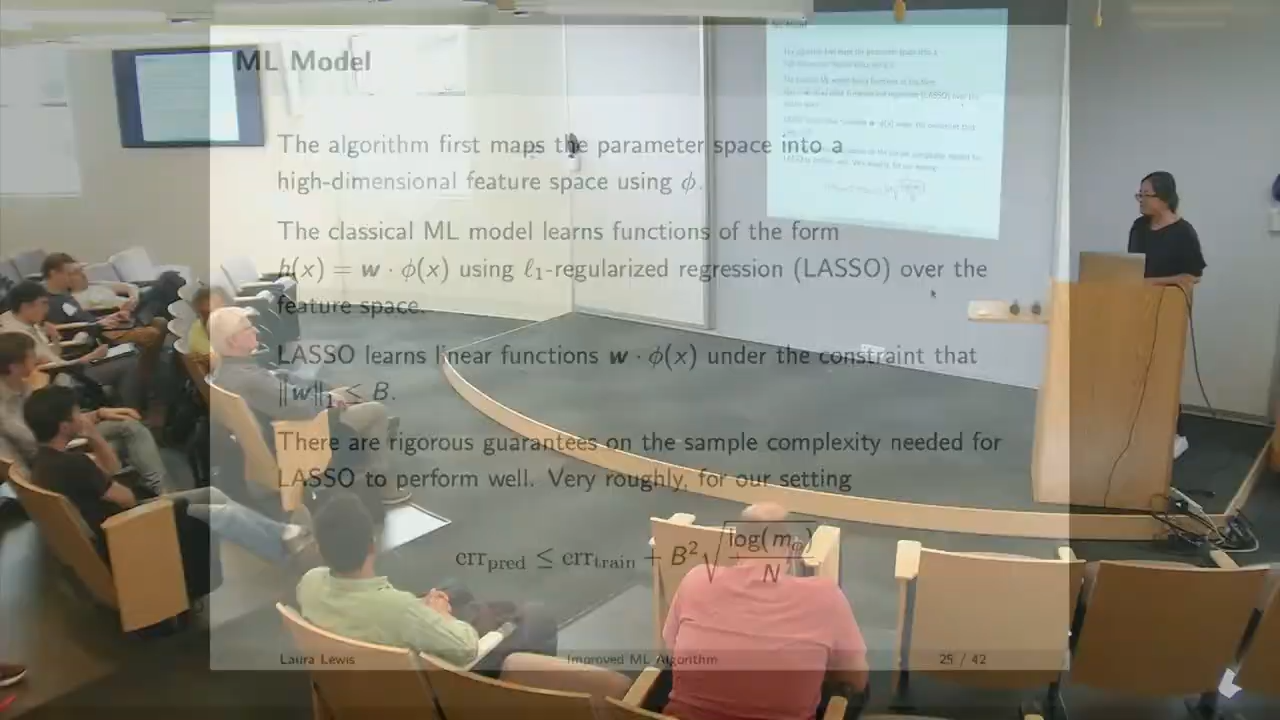 ML Model
The algorithm first maps the parameter space into a
high-dimensional feature space using ϕ.
The classical ML model learns functions of the form
h(x) = w · ϕ(x) using ℓ₁-regularized regression (LASSO) over the
feature space.
LASSO learns linear functions w · ϕ(x) under the constraint that
‖w‖₁ ≤ B.
There are rigorous guarantees on the sample complexity needed for
LASSO to perform well. Very roughly, for our setting
err_pred ≤ err_train + B² √(log(m_ϕ)/N)
Laura Lewis Improved ML Algorithm 25 / 42